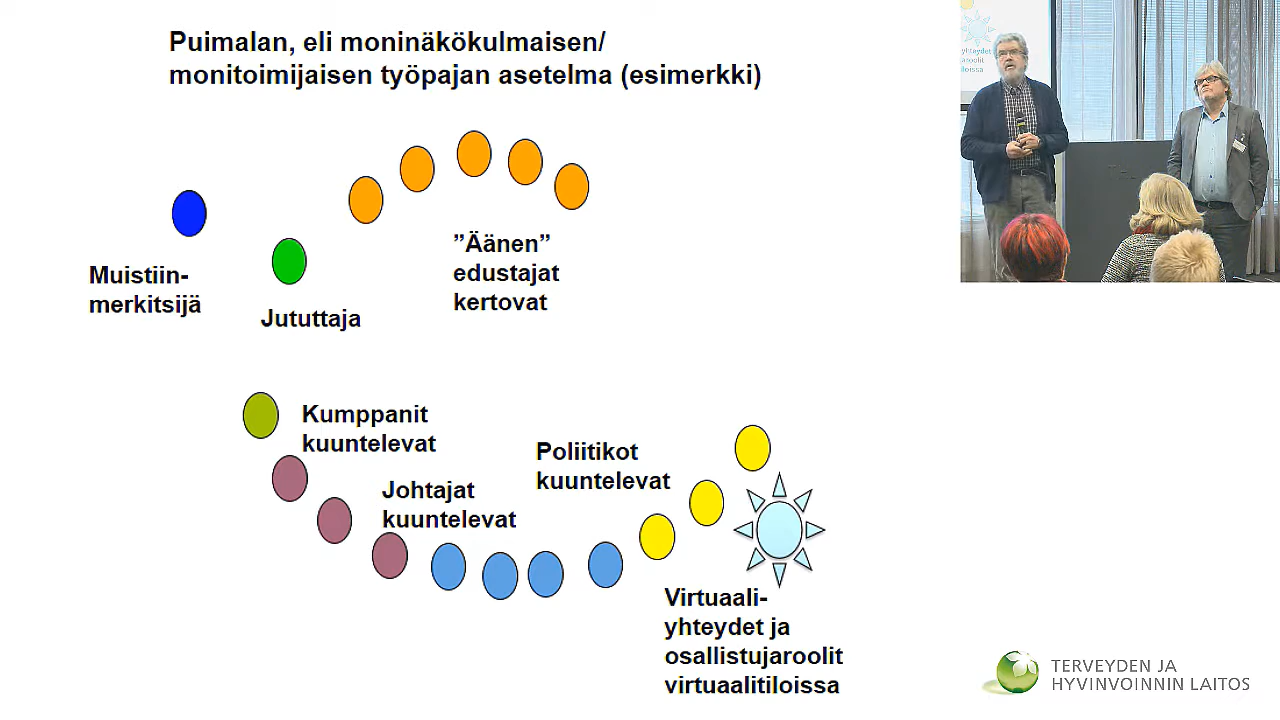 Puimalan, eli moninäkökulmaisen/
monitoimijaisen työpajan asetelma (esimerkki)
Muistiin-
merkitsijä
Jututtaja
”Äänen”
edustajat
kertovat
Kumppanit
kuuntelevat
Johtajat
kuuntelevat
Poliitikot
kuuntelevat
Virtuaali-
yhteydet ja
osallistujaroolit
virtuaalitiloissa
yhteydet
TERVEYDEN JA
HYVINVOINNIN LAITOS